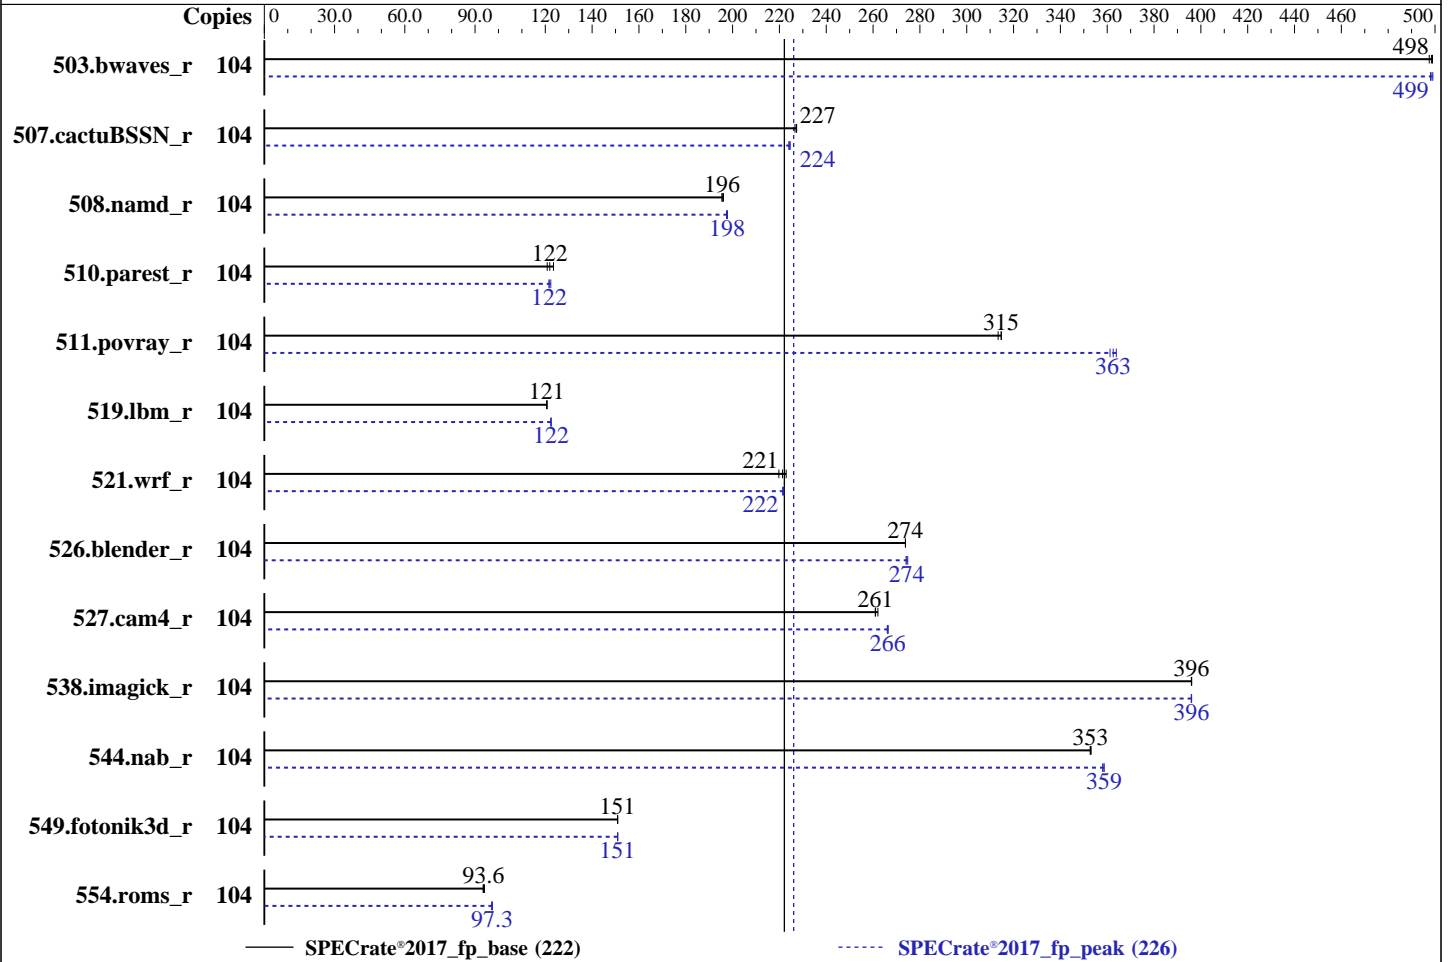 Copies 0 30.0 60.0 90.0 120 140 160 180 200 220 240 260 280 300 320 340 360 380 400 420 440 460 500
503.bwaves_r 104 498
499
507.cactuBSSN_r 104 227
224
508.namd_r 104 196
198
510.parest_r 104 122
122
511.povray_r 104 315
363
519.lbm_r 104 121
122
521.wrf_r 104 221
222
526.blender_r 104 274
274
527.cam4_r 104 261
266
538.imagick_r 104 396
396
544.nab_r 104 353
359
549.fotonik3d_r 104 151
151
554.roms_r 104 93.6
97.3
SPECrate®2017_fp_base (222) SPECrate®2017_fp_peak (226)